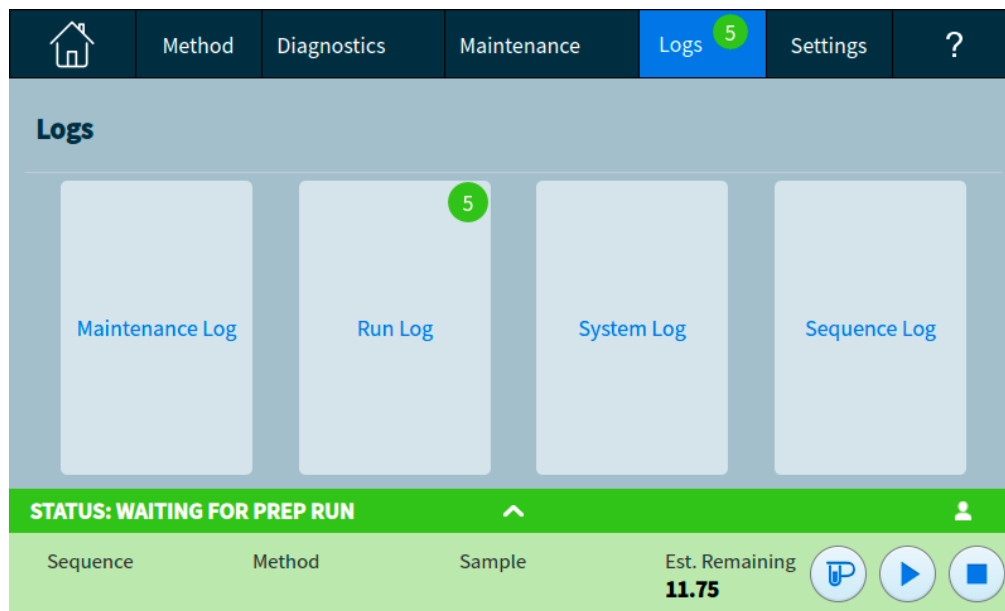 Method Diagnostics Maintenance Logs 5 Settings ?
Logs
5
Maintenance Log Run Log System Log Sequence Log
STATUS: WAITING FOR PREP RUN
Sequence Method Sample Est. Remaining
11.75